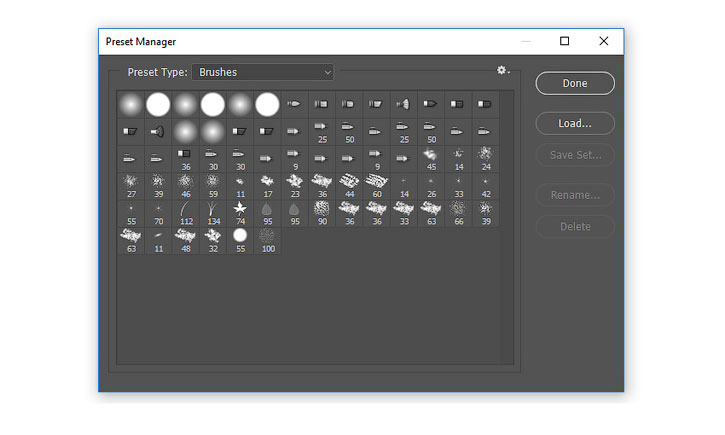 Preset Manager
Preset Type: Brushes
Done
Load...
Save Set...
Rename...
Delete
25 50 25 50
36 30 30 9 9 9 45 14 24
27 39 46 59 11 17 23 36 44 60 14 26 33 42
55 70 112 134 74 95 95 90 36 36 33 63 66 39
63 11 48 32 55 100